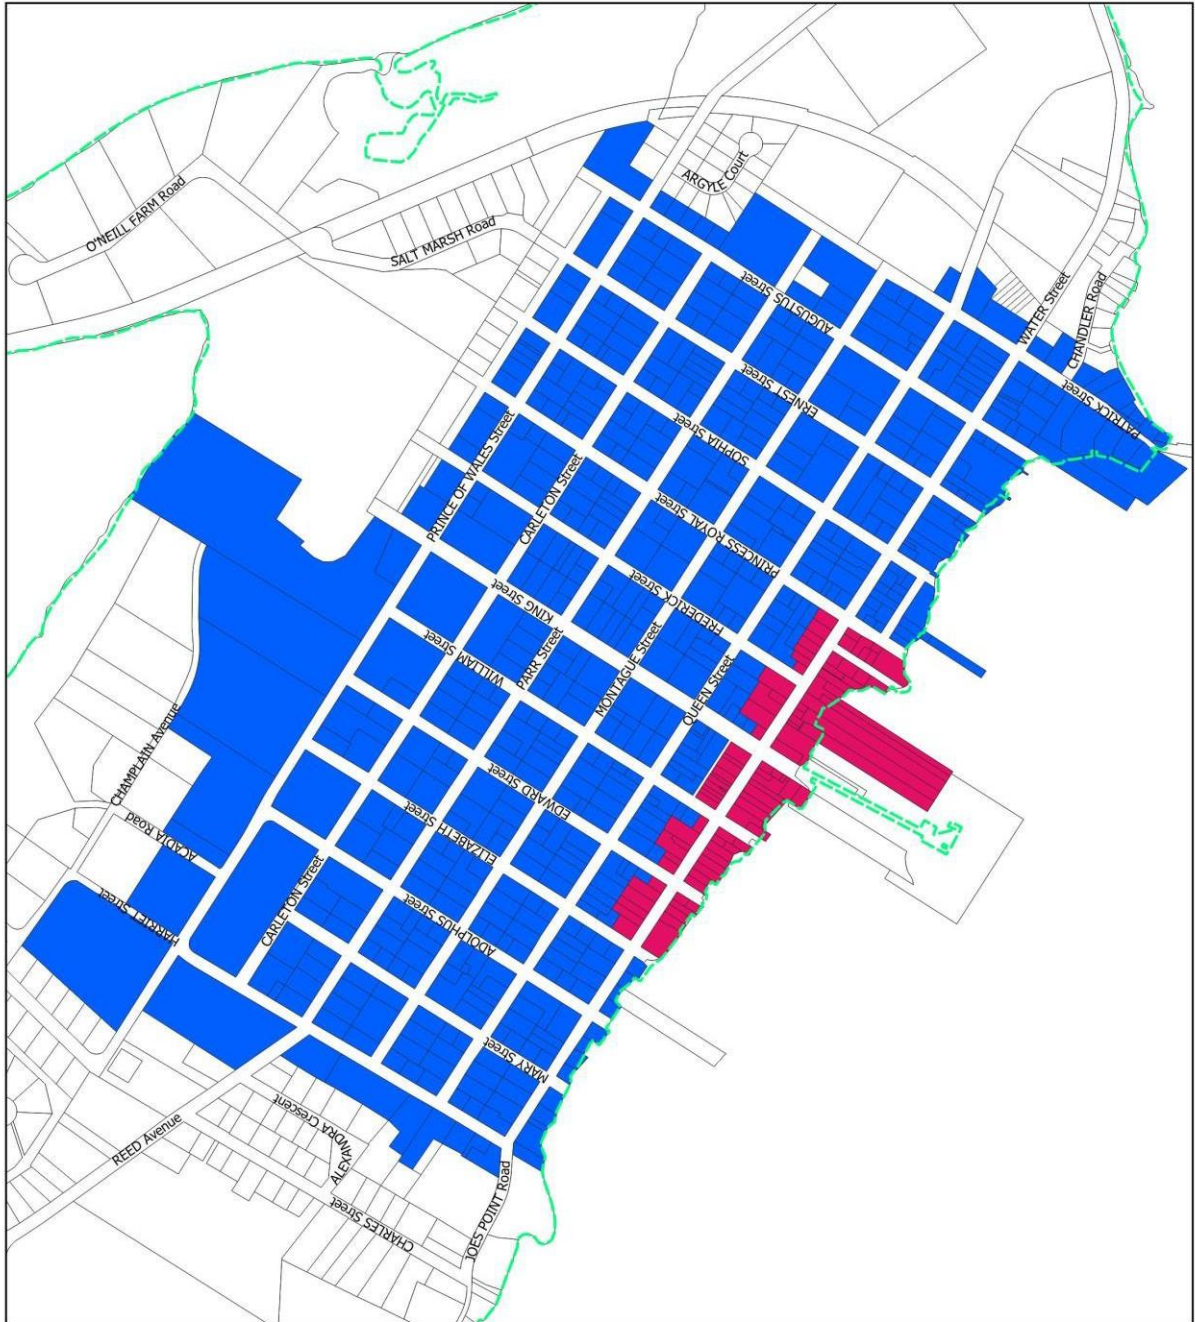 ARGYLE Court
O'NEILL FARM Road
SALT MARSH Road
WATER Street
CHANDLER Road
AUGUSTUS Street
ERNEST Street
PATRICK Street
SOPHIA Street
PRINCE OF WALES Street
CARLETON Street
PRINCESS ROYAL Street
KING Street
FREDERICK Street
WILLIAM Street
PARR Street
MONTAGUE Street
QUEEN Street
CHAMPLAIN Avenue
EDWARD Street
ACADIA Road
ELIZABETH Street
HARRIET Street
CARLETON Street
ADOLPHUS Street
MARY Street
REED Avenue
ALEXANDRA Crescent
CHARLES Street
JOES POINT Road